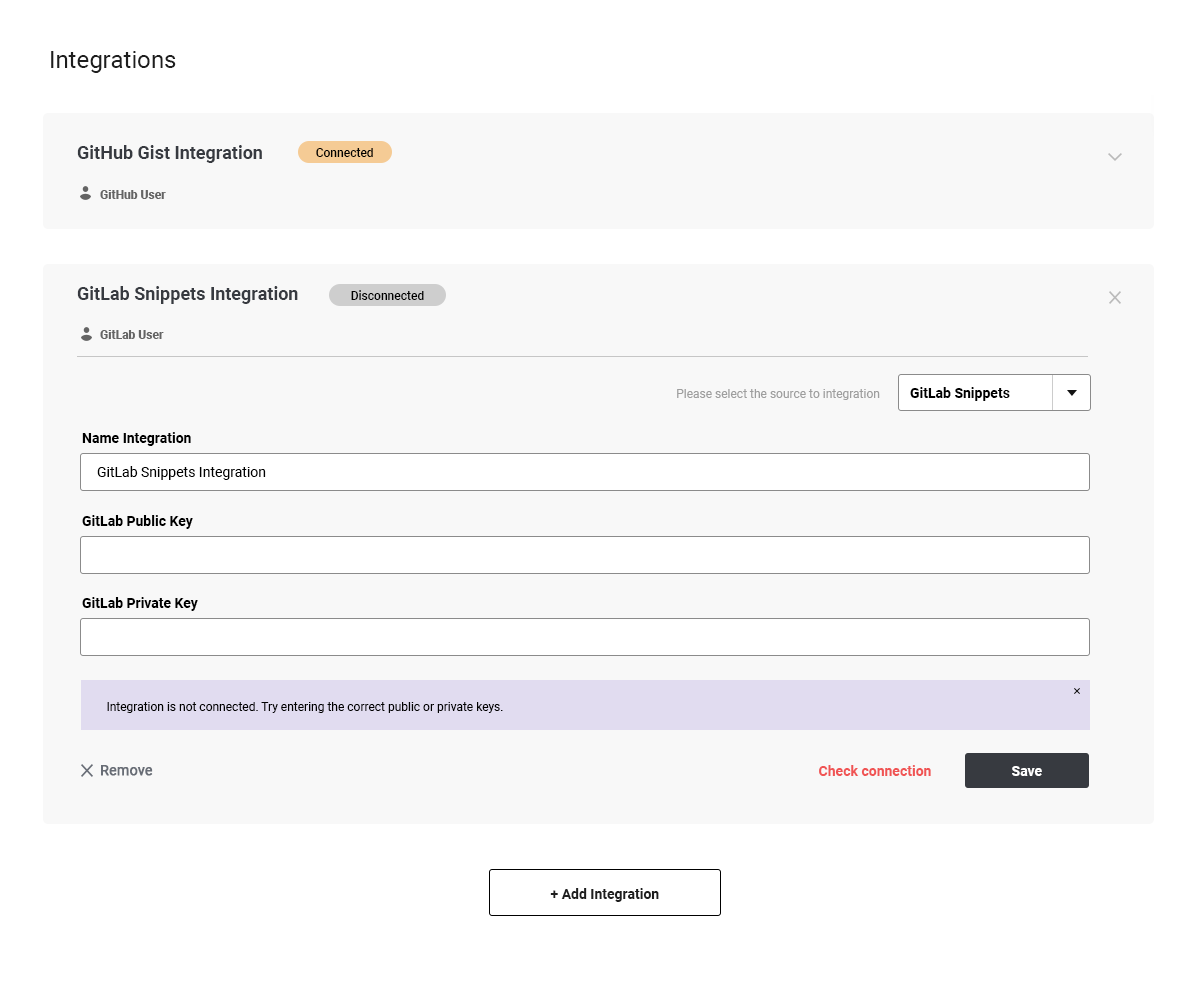 Integrations
GitHub Gist Integration Connected
GitHub User
GitLab Snippets Integration Disconnected
GitLab User
Please select the source to integration GitLab Snippets
Name Integration
GitLab Snippets Integration
GitLab Public Key
GitLab Private Key
Integration is not connected. Try entering the correct public or private keys.
Remove Check connection Save
+ Add Integration